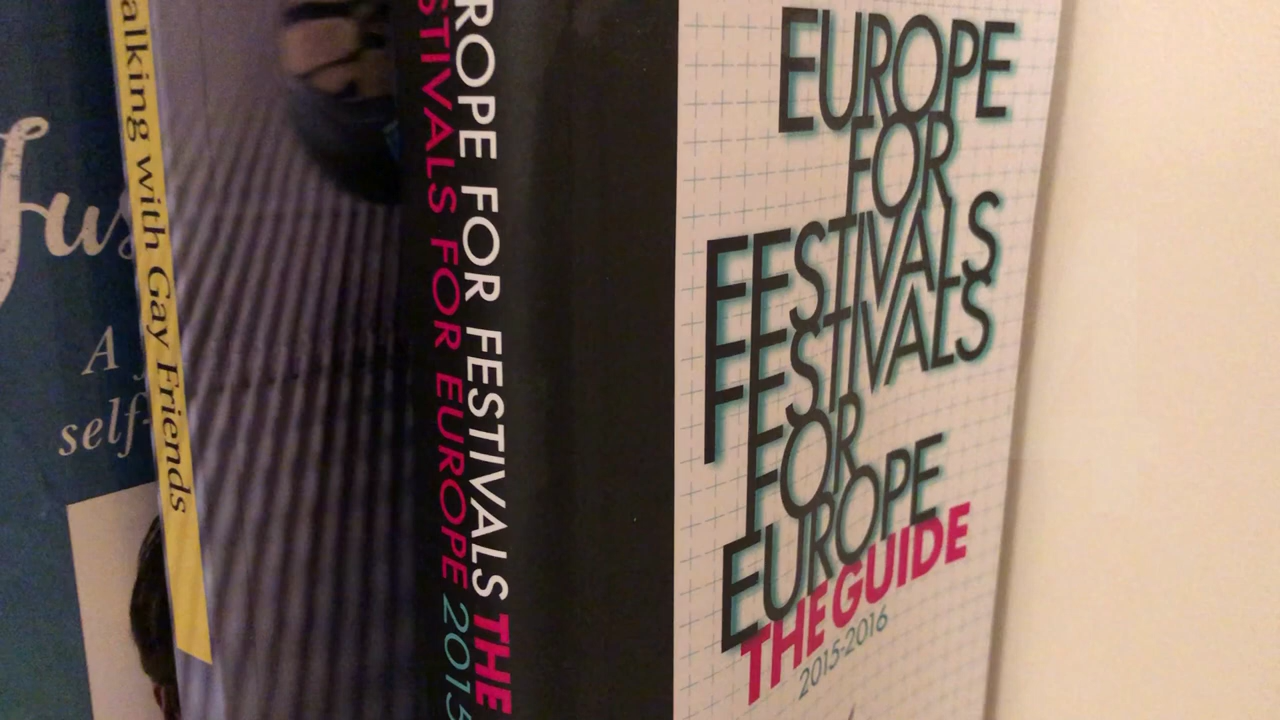 A
self-
alking with Gay Friends
ROPE FOR FESTIVALS THE
STIVALS FOR EUROPE 2015
EUROPE
FOR
FESTIVALS
FESTIVALS
FOR
EUROPE
THE GUIDE
2015-2016